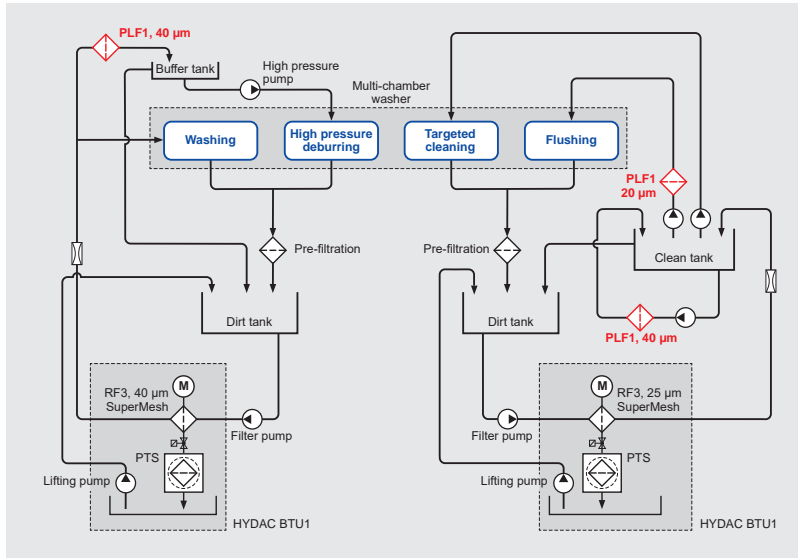 PLF1, 40 µm
Buffer tank
High pressure
pump
Multi-chamber
washer
Washing
High pressure
deburring
Targeted
cleaning
Flushing
PLF1
20 µm
Pre-filtration
Pre-filtration
Clean tank
Dirt tank
Dirt tank
PLF1, 40 µm
M
RF3, 40 µm
SuperMesh
Filter pump
PTS
Lifting pump
HYDAC BTU1
M
RF3, 25 µm
SuperMesh
Filter pump
PTS
Lifting pump
HYDAC BTU1